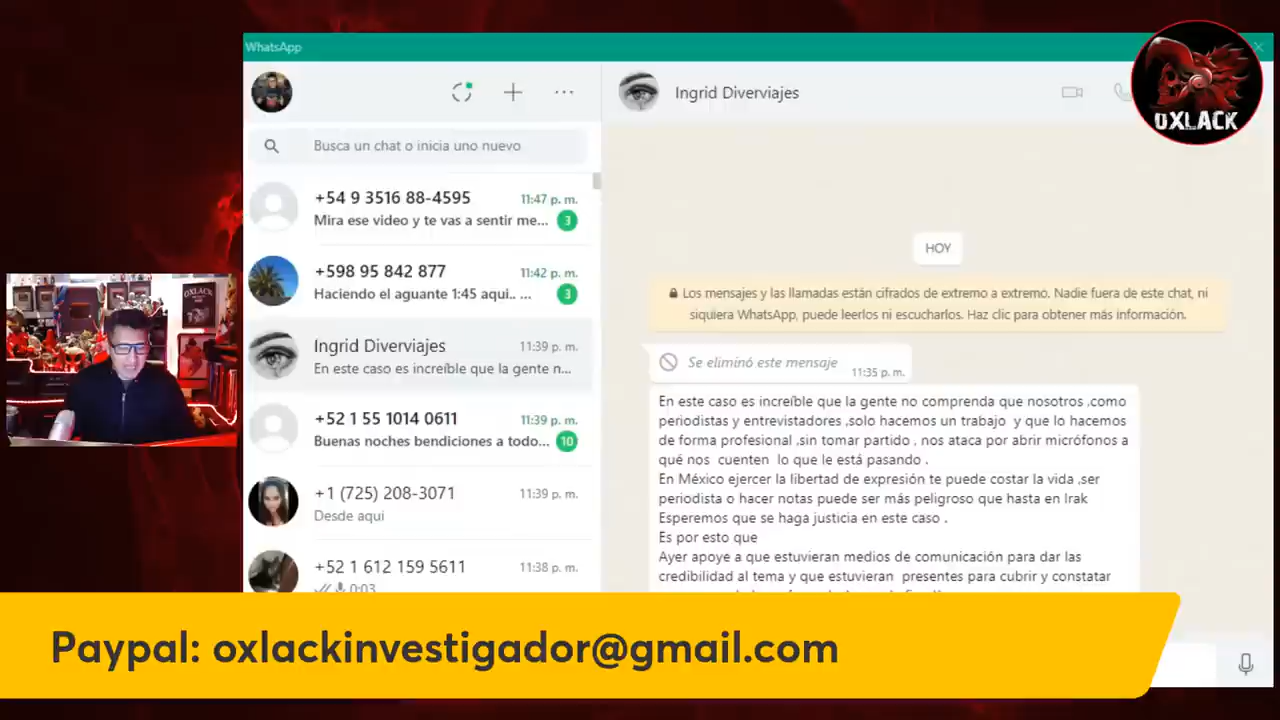 WhatsApp
Busca un chat o inicia uno nuevo
+54 9 3516 88-4595
11:47 p. m.
Mira ese video y te vas a sentir me...
3
+598 95 842 877
11:42 p. m.
Haciendo el aguante 1:45 aqui.. ...
3
Ingrid Diverviajes
11:39 p. m.
En este caso es increíble que la gente n...
+52 1 55 1014 0611
11:39 p. m.
Buenas noches bendiciones a todo...
10
+1 (725) 208-3071
11:39 p. m.
Desde aqui
+52 1 612 159 5611
11:38 p. m.
0:03
Ingrid Diverviajes
OXLACK
HOY
Los mensajes y las llamadas están cifrados de extremo a extremo. Nadie fuera de este chat, ni
siquiera WhatsApp, puede leerlos ni escucharlos. Haz clic para obtener más información.
Se eliminó este mensaje
11:35 p. m.
En este caso es increíble que la gente no comprenda que nosotros ,como
periodistas y entrevistadores ,solo hacemos un trabajo y que lo hacemos
de forma profesional ,sin tomar partido , nos ataca por abrir micrófonos a
qué nos cuenten lo que le está pasando .
En México ejercer la libertad de expresión te puede costar la vida ,ser
periodista o hacer notas puede ser más peligroso que hasta en Irak
Esperemos que se haga justicia en este caso .
Es por esto que
Ayer apoye a que estuvieran medios de comunicación para dar las
credibilidad al tema y que estuvieran presentes para cubrir y constatar
OXLACK
Paypal: oxlackinvestigador@gmail.com